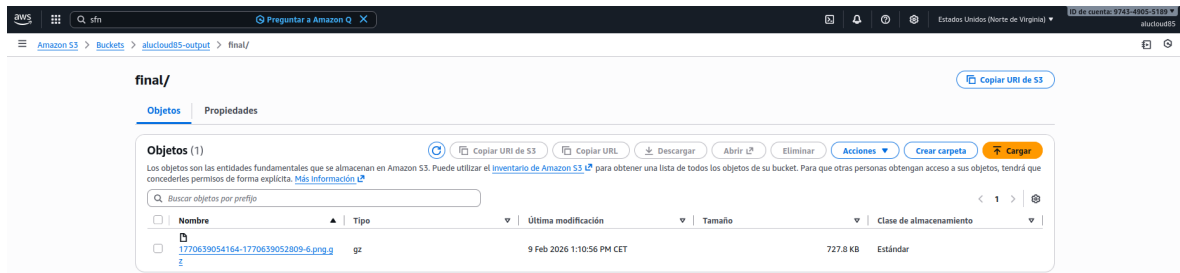 aws
sfn
Preguntar a Amazon Q
Estados Unidos (Norte de Virginia)
ID de cuenta: 9743-4905-5189
alucloud85
Amazon S3 > Buckets > alucloud85-output > final/
final/
Copiar URI de S3
Objetos Propiedades
Objetos (1)
Copiar URI de S3 Copiar URL Descargar Abrir Eliminar Acciones Crear carpeta Cargar
Los objetos son las entidades fundamentales que se almacenan en Amazon S3. Puede utilizar el inventario de Amazon S3 para obtener una lista de todos los objetos de su bucket. Para que otras personas obtengan acceso a sus objetos, tendrá que
concederles permisos de forma explícita. Más información
Buscar objetos por prefijo
1
Nombre Tipo Última modificación Tamaño Clase de almacenamiento
1770639054164-1770639052809-6.png.g
z
gz 9 Feb 2026 1:10:56 PM CET 727.8 KB Estándar